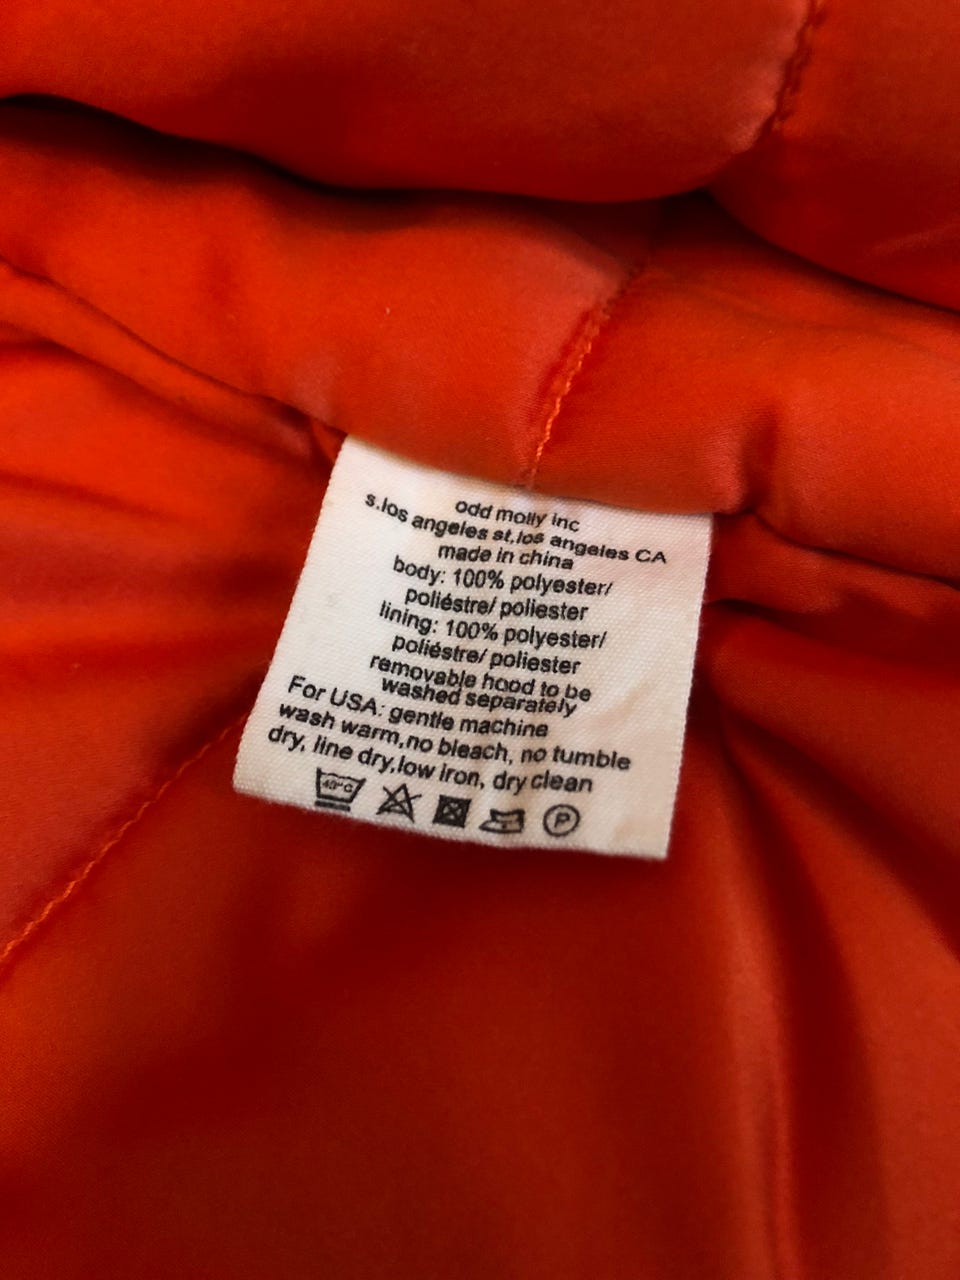 odd molly inc
s.los angeles st,los angeles CA
made in china
body: 100% polyester/
poliéstre/ poliester
lining: 100% polyester/
poliéstre/ poliester
removable hood to be
washed separately
For USA: gentle machine
wash warm,no bleach, no tumble
dry, line dry,low iron, dry clean
40°C
P